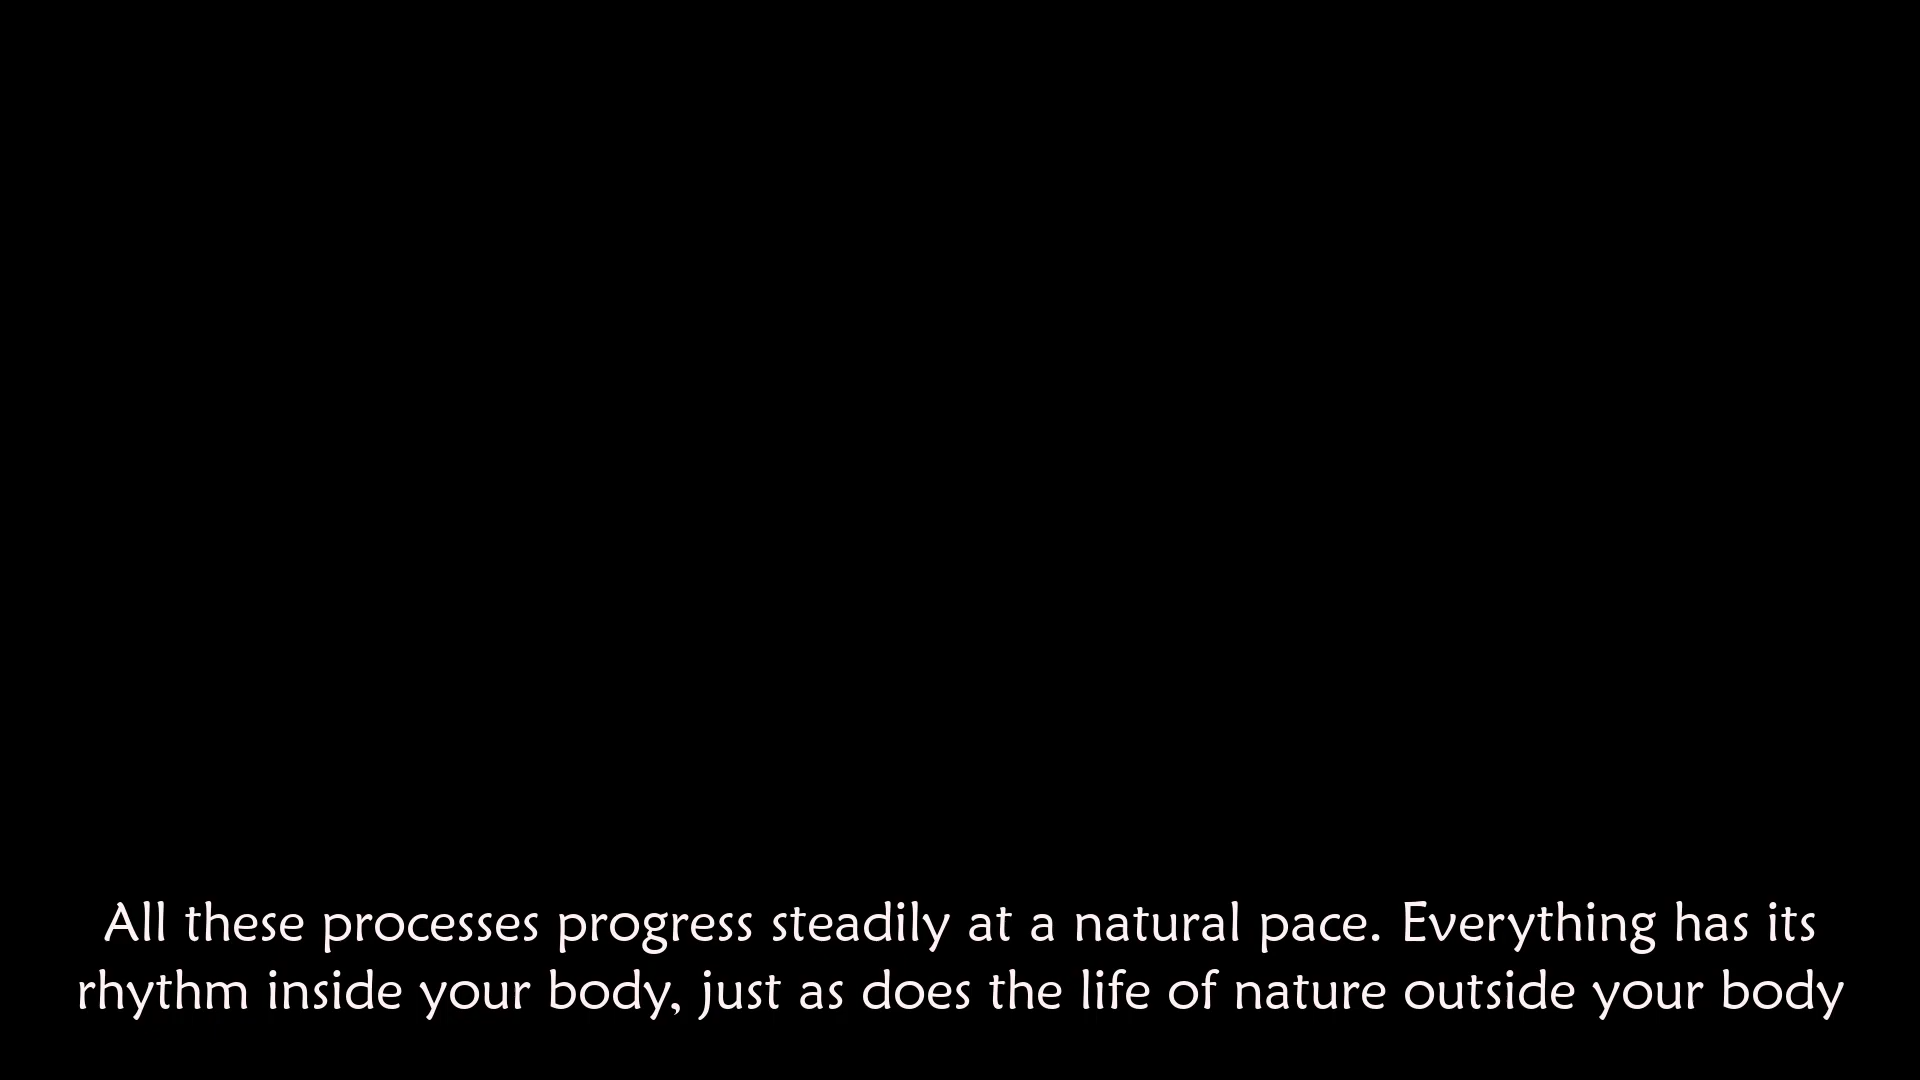 All these processes progress steadily at a natural pace. Everything has its
rhythm inside your body, just as does the life of nature outside your body